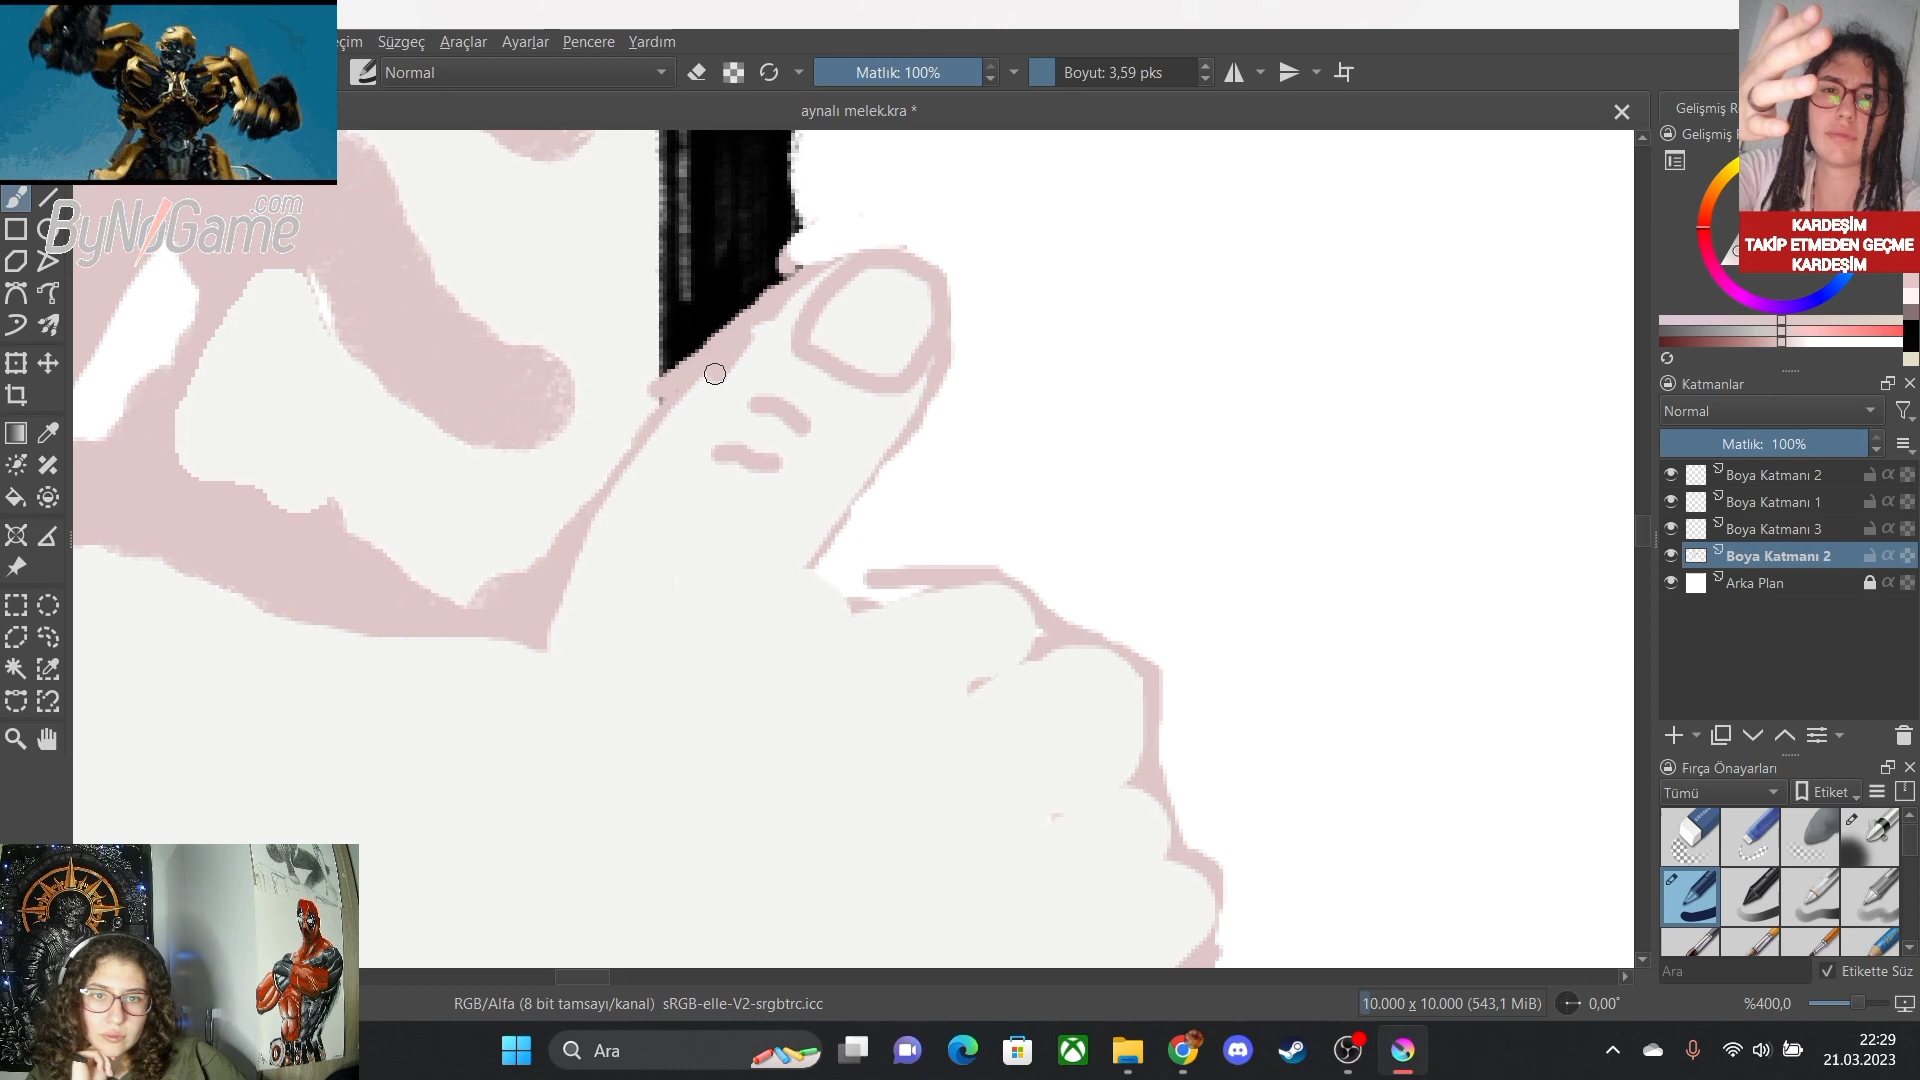 çim Süzgeç Araçlar Ayarlar Pencere Yardım
Normal
Matlık: 100%
Boyut: 3,59 pks
aynalı melek.kra *
ByNoGame.com
Gelişmiş R
Gelişmiş
KARDEŞİM
TAKİP ETMEDEN GEÇME
KARDEŞİM
Katmanlar
Normal
Matlık: 100%
Boya Katmanı 2
Boya Katmanı 1
Boya Katmanı 3
Boya Katmanı 2
Arka Plan
Fırça Önayarları
Tümü
Etiket
Ara
Etikette Süz
RGB/Alfa (8 bit tamsayı/kanal) sRGB-elle-V2-srgbtrc.icc
10.000 x 10.000 (543,1 MiB)
0,00°
%400,0
Ara
22:29
21.03.2023